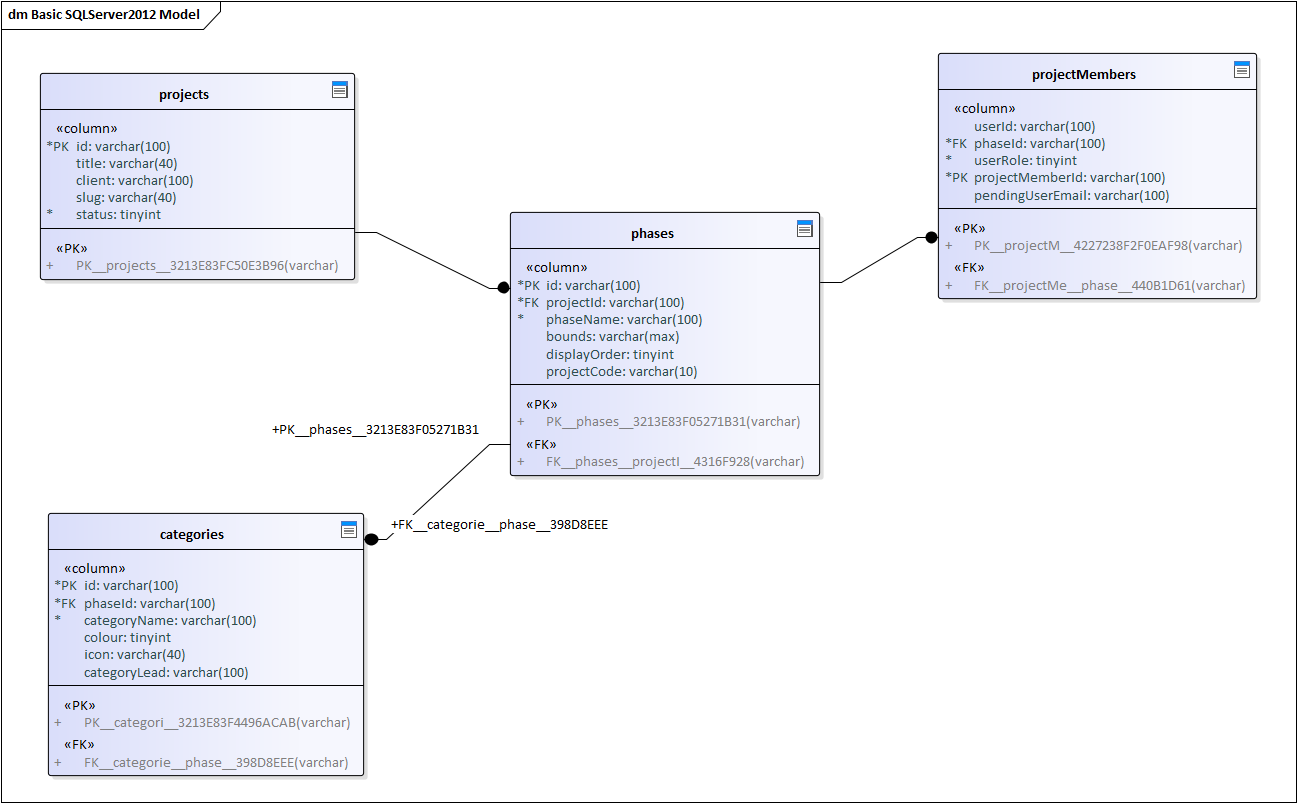 dm Basic SQLServer2012 Model
projects
«column»
*PK id: varchar(100)
title: varchar(40)
client: varchar(100)
slug: varchar(40)
* status: tinyint
«PK»
+ PK__projects__3213E83FC50E3B96(varchar)
projectMembers
«column»
userId: varchar(100)
*FK phaseId: varchar(100)
* userRole: tinyint
*PK projectMemberId: varchar(100)
pendingUserEmail: varchar(100)
«PK»
+ PK__projectM__4227238F2F0EAF98(varchar)
«FK»
+ FK__projectMe__phase__440B1D61(varchar)
phases
«column»
*PK id: varchar(100)
*FK projectId: varchar(100)
* phaseName: varchar(100)
bounds: varchar(max)
displayOrder: tinyint
projectCode: varchar(10)
«PK»
+ PK__phases__3213E83F05271B31(varchar)
«FK»
+ FK__phases__projectI__4316F928(varchar)
+PK__phases__3213E83F05271B31
+FK__categorie__phase__398D8EEE
categories
«column»
*PK id: varchar(100)
*FK phaseId: varchar(100)
* categoryName: varchar(100)
colour: tinyint
icon: varchar(40)
categoryLead: varchar(100)
«PK»
+ PK__categori__3213E83F4496ACAB(varchar)
«FK»
+ FK__categorie__phase__398D8EEE(varchar)